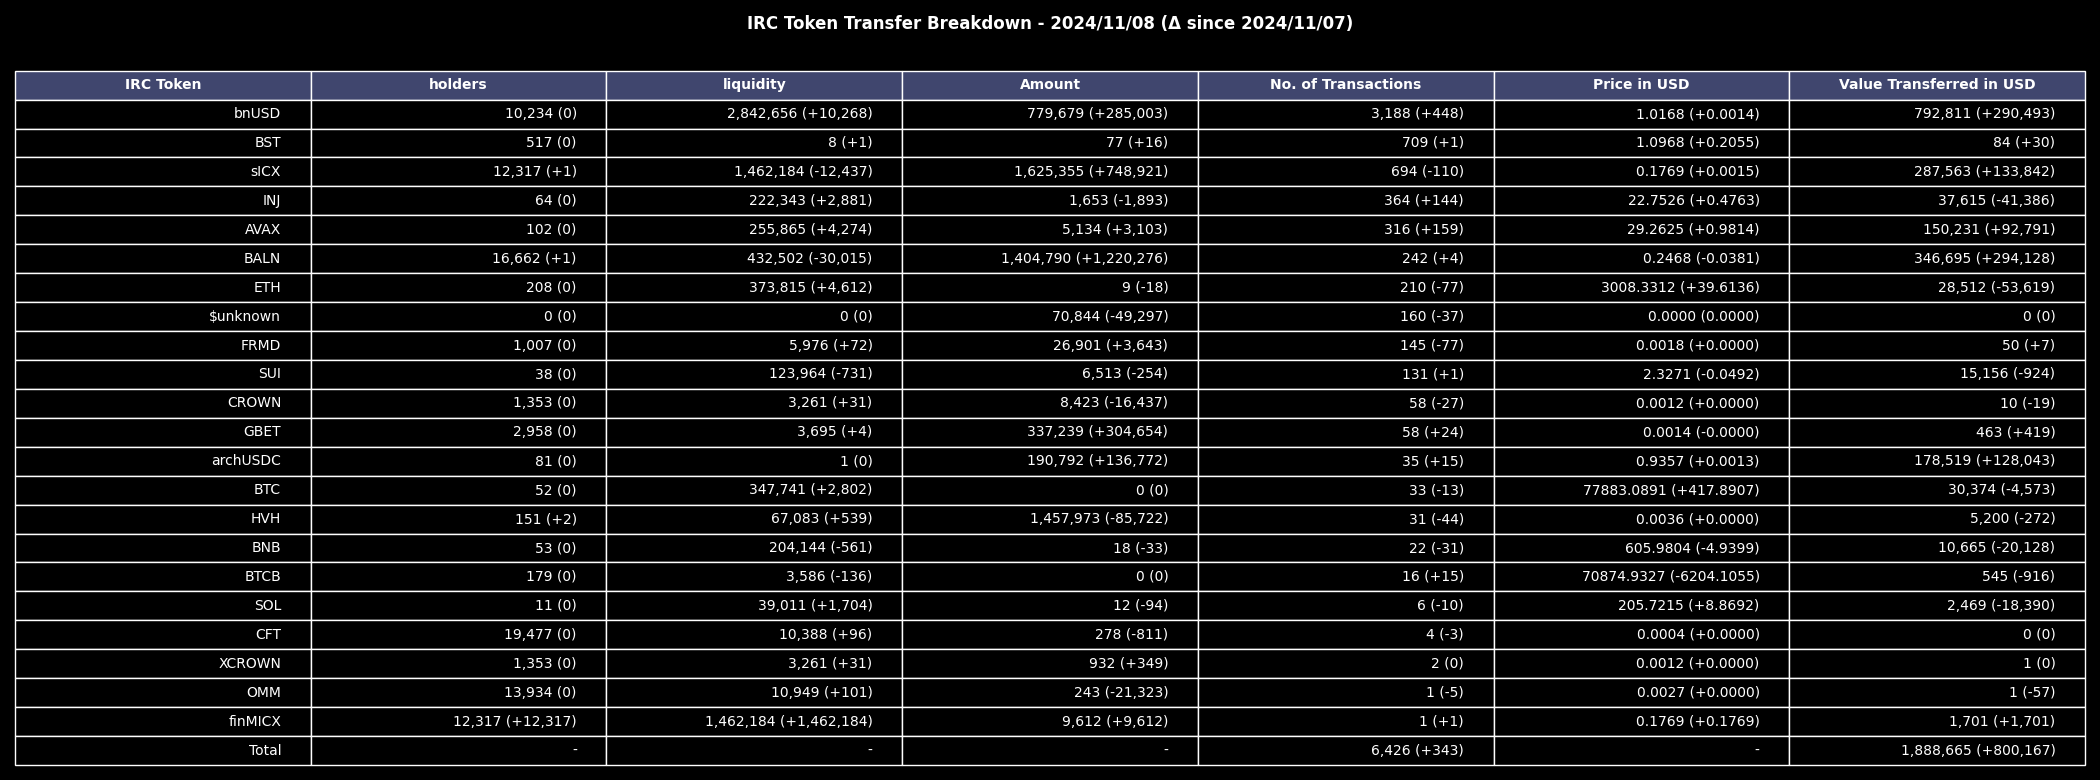 IRC Token Transfer Breakdown - 2024/11/08 (Δ since 2024/11/07)
IRC Token holders liquidity Amount No. of Transactions Price in USD Value Transferred in USD
bnUSD 10,234 (0) 2,842,656 (+10,268) 779,679 (+285,003) 3,188 (+448) 1.0168 (+0.0014) 792,811 (+290,493)
BST 517 (0) 8 (+1) 77 (+16) 709 (+1) 1.0968 (+0.2055) 84 (+30)
sICX 12,317 (+1) 1,462,184 (-12,437) 1,625,355 (+748,921) 694 (-110) 0.1769 (+0.0015) 287,563 (+133,842)
INJ 64 (0) 222,343 (+2,881) 1,653 (-1,893) 364 (+144) 22.7526 (+0.4763) 37,615 (-41,386)
AVAX 102 (0) 255,865 (+4,274) 5,134 (+3,103) 316 (+159) 29.2625 (+0.9814) 150,231 (+92,791)
BALN 16,662 (+1) 432,502 (-30,015) 1,404,790 (+1,220,276) 242 (+4) 0.2468 (-0.0381) 346,695 (+294,128)
ETH 208 (0) 373,815 (+4,612) 9 (-18) 210 (-77) 3008.3312 (+39.6136) 28,512 (-53,619)
$unknown 0 (0) 0 (0) 70,844 (-49,297) 160 (-37) 0.0000 (0.0000) 0 (0)
FRMD 1,007 (0) 5,976 (+72) 26,901 (+3,643) 145 (-77) 0.0018 (+0.0000) 50 (+7)
SUI 38 (0) 123,964 (-731) 6,513 (-254) 131 (+1) 2.3271 (-0.0492) 15,156 (-924)
CROWN 1,353 (0) 3,261 (+31) 8,423 (-16,437) 58 (-27) 0.0012 (+0.0000) 10 (-19)
GBET 2,958 (0) 3,695 (+4) 337,239 (+304,654) 58 (+24) 0.0014 (-0.0000) 463 (+419)
archUSDC 81 (0) 1 (0) 190,792 (+136,772) 35 (+15) 0.9357 (+0.0013) 178,519 (+128,043)
BTC 52 (0) 347,741 (+2,802) 0 (0) 33 (-13) 77883.0891 (+417.8907) 30,374 (-4,573)
HVH 151 (+2) 67,083 (+539) 1,457,973 (-85,722) 31 (-44) 0.0036 (+0.0000) 5,200 (-272)
BNB 53 (0) 204,144 (-561) 18 (-33) 22 (-31) 605.9804 (-4.9399) 10,665 (-20,128)
BTCB 179 (0) 3,586 (-136) 0 (0) 16 (+15) 70874.9327 (-6204.1055) 545 (-916)
SOL 11 (0) 39,011 (+1,704) 12 (-94) 6 (-10) 205.7215 (+8.8692) 2,469 (-18,390)
CFT 19,477 (0) 10,388 (+96) 278 (-811) 4 (-3) 0.0004 (+0.0000) 0 (0)
XCROWN 1,353 (0) 3,261 (+31) 932 (+349) 2 (0) 0.0012 (+0.0000) 1 (0)
OMM 13,934 (0) 10,949 (+101) 243 (-21,323) 1 (-5) 0.0027 (+0.0000) 1 (-57)
finMICX 12,317 (+12,317) 1,462,184 (+1,462,184) 9,612 (+9,612) 1 (+1) 0.1769 (+0.1769) 1,701 (+1,701)
Total - - - 6,426 (+343) - 1,888,665 (+800,167)